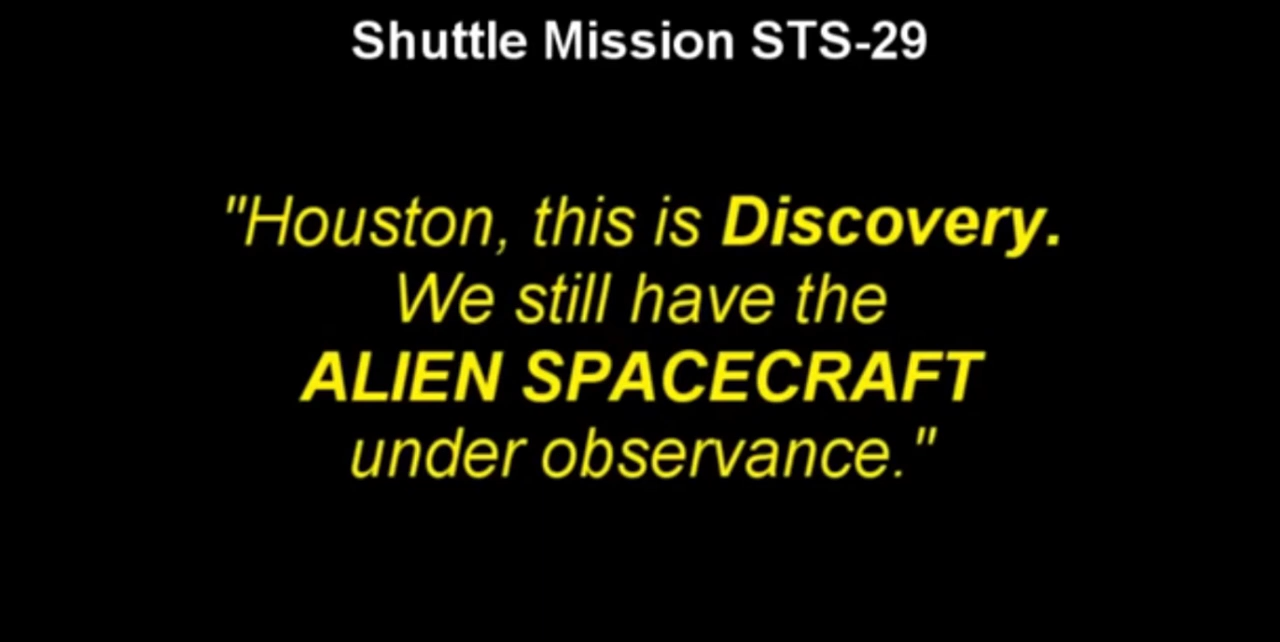 Shuttle Mission STS-29
"Houston, this is Discovery.
We still have the
ALIEN SPACECRAFT
under observance."